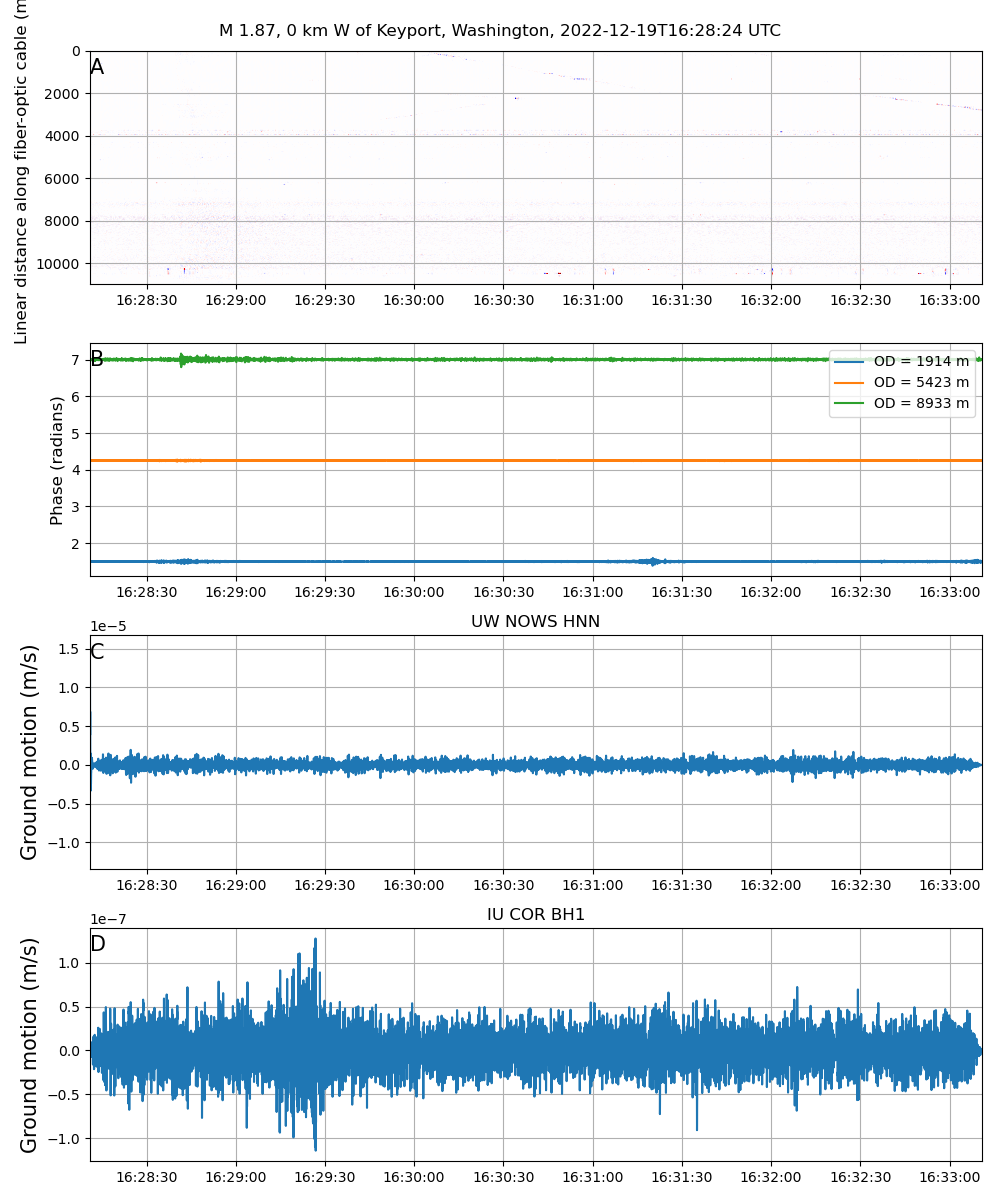 M 1.87, 0 km W of Keyport, Washington, 2022-12-19T16:28:24 UTC
A
Linear distance along fiber-optic cable (m
0
2000
4000
6000
8000
10000
16:28:30 16:29:00 16:29:30 16:30:00 16:30:30 16:31:00 16:31:30 16:32:00 16:32:30 16:33:00
B
Phase (radians)
7
6
5
4
3
2
OD = 1914 m
OD = 5423 m
OD = 8933 m
16:28:30 16:29:00 16:29:30 16:30:00 16:30:30 16:31:00 16:31:30 16:32:00 16:32:30 16:33:00
UW NOWS HNN
1e−5
C
Ground motion (m/s)
1.5
1.0
0.5
0.0
−0.5
−1.0
16:28:30 16:29:00 16:29:30 16:30:00 16:30:30 16:31:00 16:31:30 16:32:00 16:32:30 16:33:00
IU COR BH1
1e−7
D
Ground motion (m/s)
1.0
0.5
0.0
−0.5
−1.0
16:28:30 16:29:00 16:29:30 16:30:00 16:30:30 16:31:00 16:31:30 16:32:00 16:32:30 16:33:00